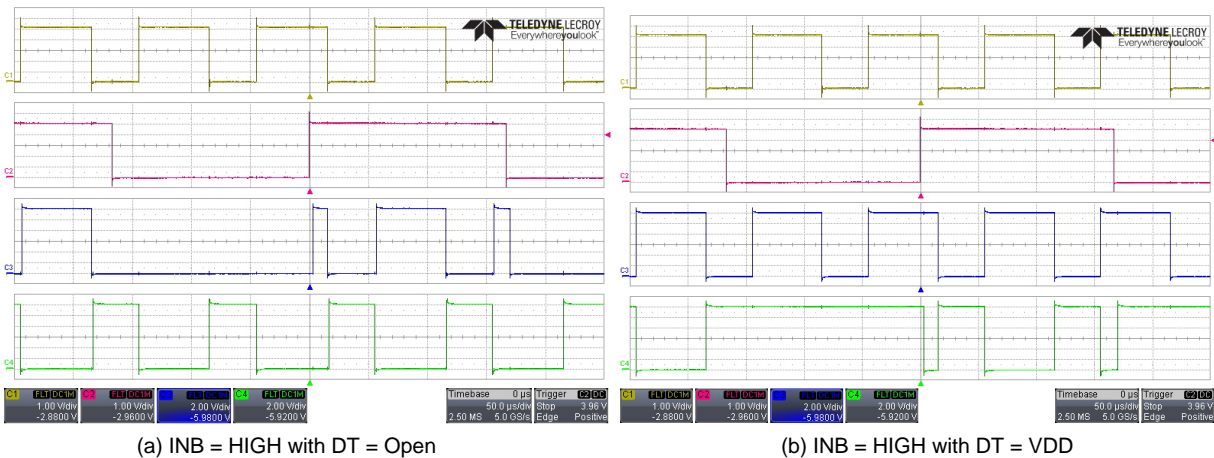 TELEDYNE LECROY
Everywhereyoulook™
C1
C2
C3
C4
C1 FLT DC1M
1.00 V/div
-2.8800 V
C2 FLT DC1M
1.00 V/div
-2.9600 V
2.00 V/div
-5.9800 V
C4 FLT DC1M
2.00 V/div
-5.9200 V
Timebase 0 µs
50.0 µs/div
2.50 MS 5.0 GS/s
Trigger C2 DC
Stop 3.96 V
Edge Positive
(a) INB = HIGH with DT = Open
TELEDYNE LECROY
Everywhereyoulook™
C1
C2
C3
C4
C1 FLT DC1M
1.00 V/div
-2.8800 V
C2 FLT DC1M
1.00 V/div
-2.9600 V
2.00 V/div
-5.9800 V
C4 FLT DC1M
2.00 V/div
-5.9200 V
Timebase 0 µs
50.0 µs/div
2.50 MS 5.0 GS/s
Trigger C2 DC
Stop 3.96 V
Edge Positive
(b) INB = HIGH with DT = VDD